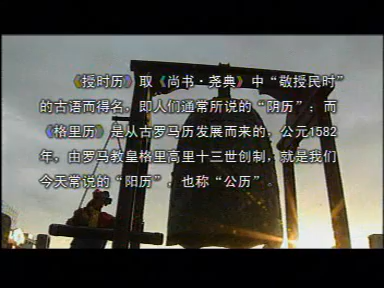 《授时历》取《尚书·尧典》中“敬授民时”
的古语而得名，即人们通常所说的“阴历”；而
《格里历》是从古罗马历发展而来的，公元1582
年，由罗马教皇格里高里十三世创制，就是我们
今天常说的“阳历”，也称“公历”。